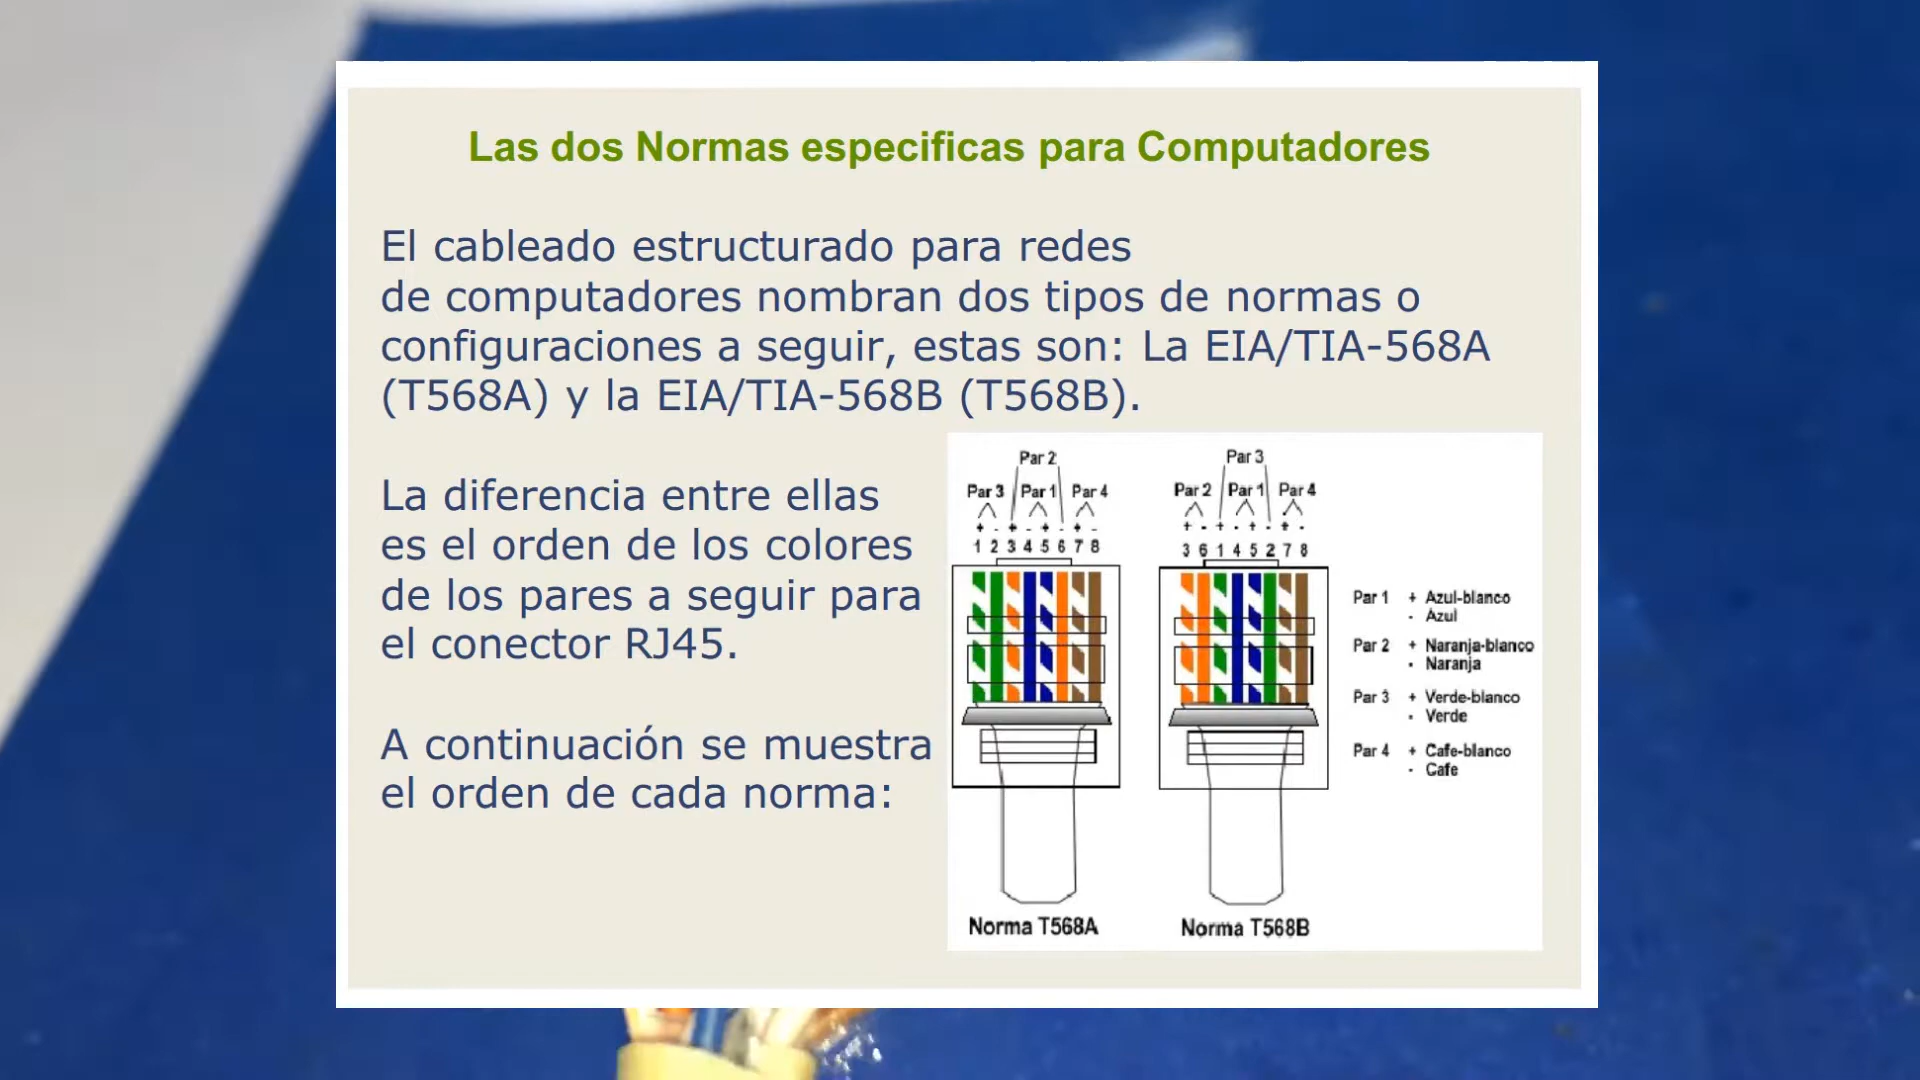 Las dos Normas especificas para Computadores
El cableado estructurado para redes
de computadores nombran dos tipos de normas o
configuraciones a seguir, estas son: La EIA/TIA-568A
(T568A) y la EIA/TIA-568B (T568B).
La diferencia entre ellas
es el orden de los colores
de los pares a seguir para
el conector RJ45.
A continuación se muestra
el orden de cada norma:
Par 2
Par 3 Par 1 Par 4
+ - + - + - + -
1 2 3 4 5 6 7 8
Norma T568A
Par 3
Par 2 Par 1 Par 4
+ - + - + - + -
3 6 1 4 5 2 7 8
Norma T568B
Par 1 + Azul-blanco
- Azul
Par 2 + Naranja-blanco
- Naranja
Par 3 + Verde-blanco
- Verde
Par 4 + Cafe-blanco
- Cafe